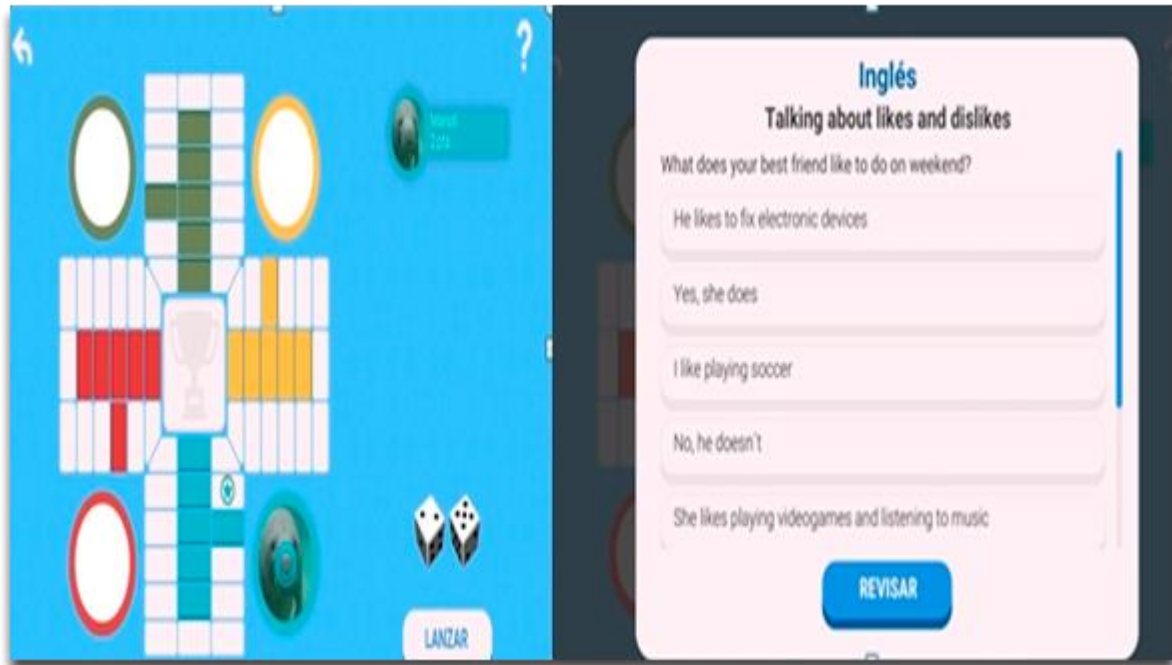 ?
2 pts
LANZAR
Inglés
Talking about likes and dislikes
What does your best friend like to do on weekend?
He likes to fix electronic devices
Yes, she does
I like playing soccer
No, he doesn´t
She likes playing videogames and listening to music
REVISAR